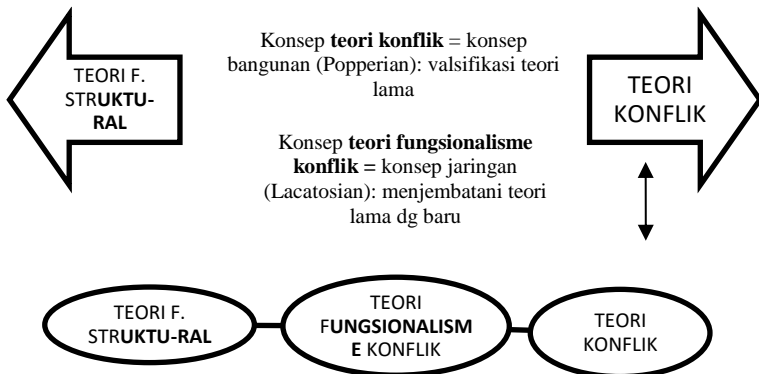 TEORI F.
STRUKTU-
RAL
Konsep teori konflik = konsep
bangunan (Popperian): valsifikasi teori
lama
TEORI
KONFLIK
Konsep teori fungsionalisme
konflik = konsep jaringan
(Lacatosian): menjembatani teori
lama dg baru
TEORI F.
STRUKTU-RAL
TEORI
FUNGSIONALISM
E KONFLIK
TEORI
KONFLIK